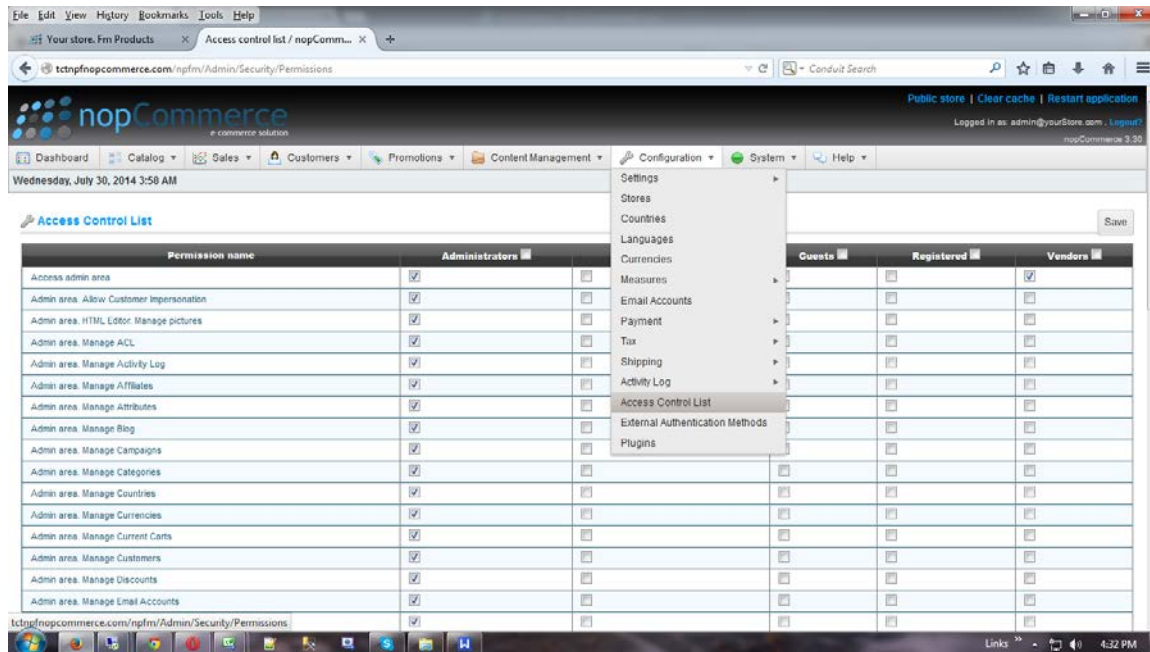 File Edit View History Bookmarks Tools Help
Your store. Fm Products × Access control list / nopComm... × +
tctnpfnopcommerce.com/npfm/Admin/Security/Permissions Conduit Search
Public store | Clear cache | Restart application
nopCommerce
e commerce solution
Logged in as: admin@yourStore.com . Logout?
nopCommerce 3.30
Dashboard Catalog Sales Customers Promotions Content Management Configuration System Help
Wednesday, July 30, 2014 3:58 AM
Settings
Stores
Countries
Languages
Currencies
Measures
Email Accounts
Payment
Tax
Shipping
Activity Log
Access Control List
External Authentication Methods
Plugins
Access Control List Save
Permission name Administrators Guests Registered Vendors
Access admin area
Admin area. Allow Customer Impersonation
Admin area. HTML Editor. Manage pictures
Admin area. Manage ACL
Admin area. Manage Activity Log
Admin area. Manage Affiliates
Admin area. Manage Attributes
Admin area. Manage Blog
Admin area. Manage Campaigns
Admin area. Manage Categories
Admin area. Manage Countries
Admin area. Manage Currencies
Admin area. Manage Current Carts
Admin area. Manage Customers
Admin area. Manage Discounts
Admin area. Manage Email Accounts
tctnpfnopcommerce.com/npfm/Admin/Security/Permissions
Links 4:32 PM